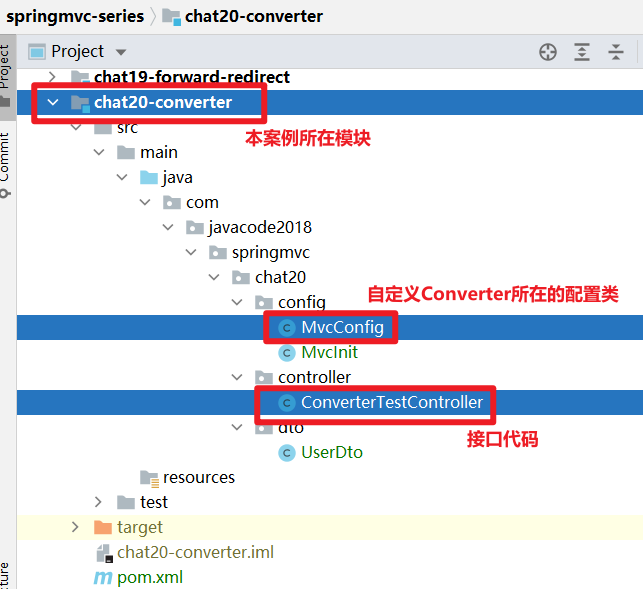 springmvc-series
chat20-converter
Project
Project
chat19-forward-redirect
chat20-converter
本案例所在模块
Commit
src
main
java
com
javacode2018
springmvc
chat20
自定义Converter所在的配置类
config
MvcConfig
MvcInit
controller
ConverterTestController
接口代码
dto
UserDto
resources
test
target
chat20-converter.iml
pom.xml